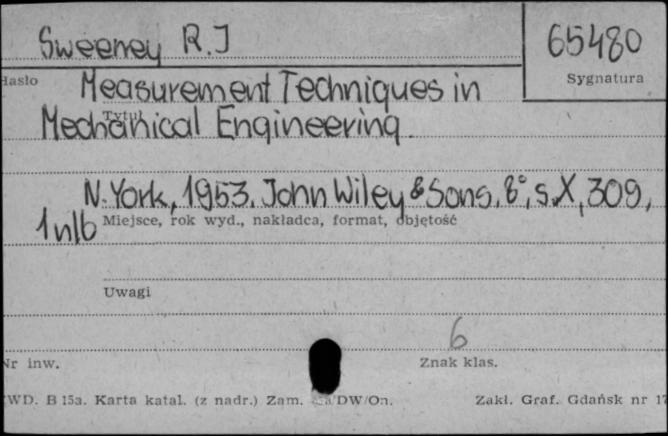 Sweeney R.J
65480
Hasło
Sygnatura
Measurement Techniques in
Tytuł
Mechanical Engineering.
N. York, 1953. John Wiley & Sons. 8°, s. X, 309,
1 nlb
Miejsce, rok wyd., nakładca, format, objętość
Uwagi
6
Nr inw.
Znak klas.
WD. B 15a. Karta katal. (z nadr.) Zam. DW/On.
Zakł. Graf. Gdańsk nr 17